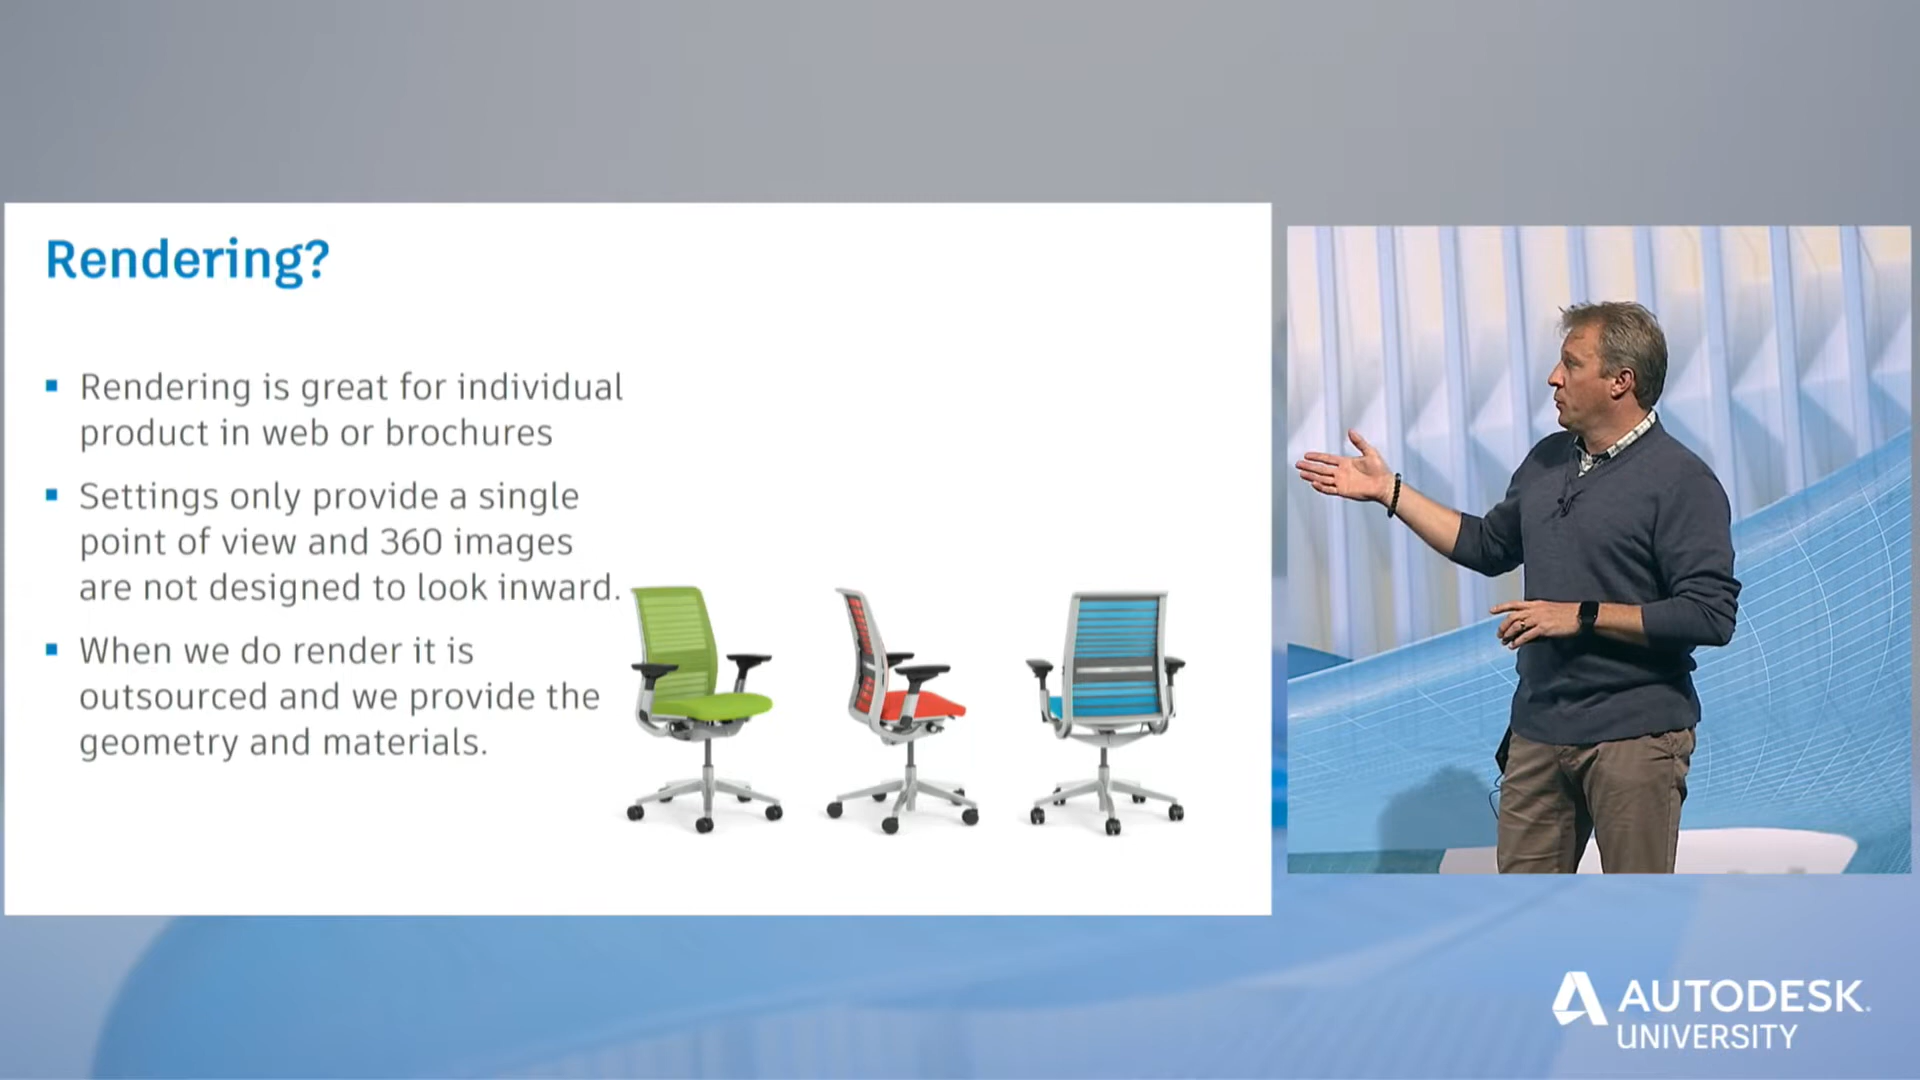 Rendering?
Rendering is great for individual
product in web or brochures
Settings only provide a single
point of view and 360 images
are not designed to look inward.
When we do render it is
outsourced and we provide the
geometry and materials.
AUTODESK.
UNIVERSITY